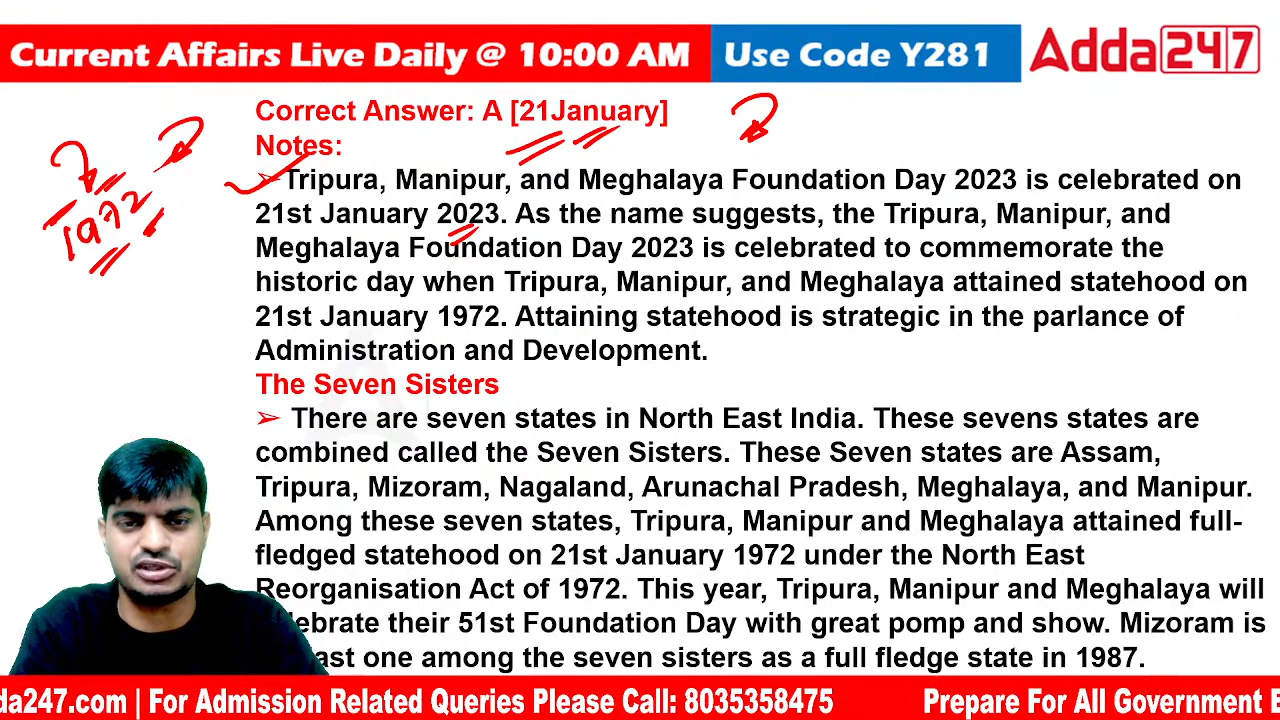 Current Affairs Live Daily @ 10:00 AM
Use Code Y281
Adda247
Correct Answer: A [21January]
Notes:
➢Tripura, Manipur, and Meghalaya Foundation Day 2023 is celebrated on
21st January 2023. As the name suggests, the Tripura, Manipur, and
Meghalaya Foundation Day 2023 is celebrated to commemorate the
historic day when Tripura, Manipur, and Meghalaya attained statehood on
21st January 1972. Attaining statehood is strategic in the parlance of
Administration and Development.
1972
The Seven Sisters
➢ There are seven states in North East India. These sevens states are
combined called the Seven Sisters. These Seven states are Assam,
Tripura, Mizoram, Nagaland, Arunachal Pradesh, Meghalaya, and Manipur.
Among these seven states, Tripura, Manipur and Meghalaya attained full-
fledged statehood on 21st January 1972 under the North East
Reorganisation Act of 1972. This year, Tripura, Manipur and Meghalaya will
lebrate their 51st Foundation Day with great pomp and show. Mizoram is
ast one among the seven sisters as a full fledge state in 1987.
da247.com | For Admission Related Queries Please Call: 8035358475
Prepare For All Government E